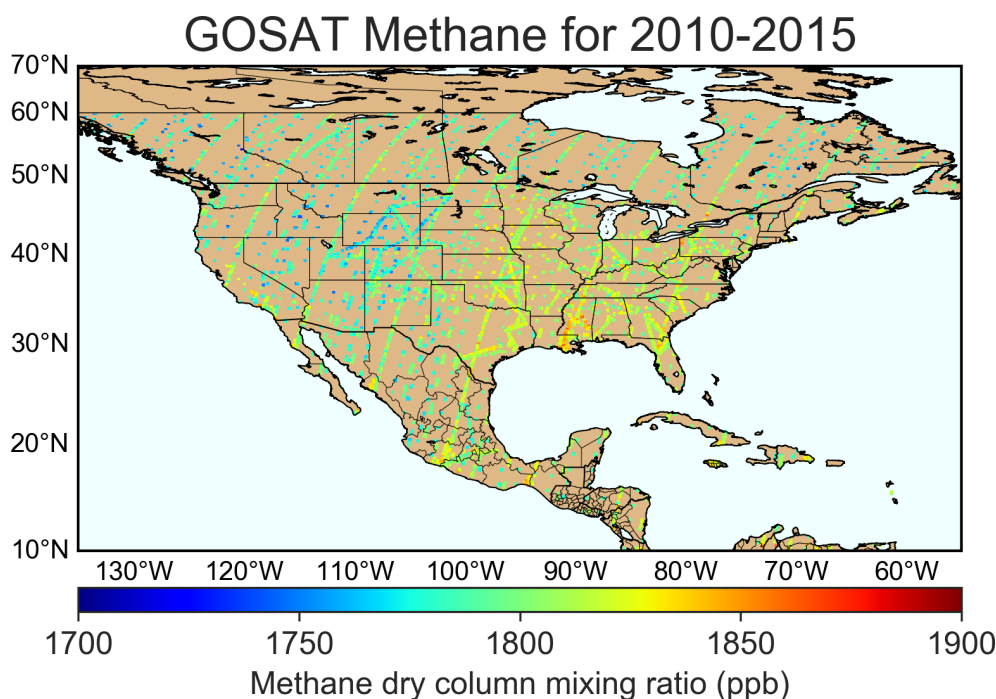 GOSAT Methane for 2010-2015
70°N
60°N
50°N
40°N
30°N
20°N
10°N
130°W 120°W 110°W 100°W 90°W 80°W 70°W 60°W
1700 1750 1800 1850 1900
Methane dry column mixing ratio (ppb)